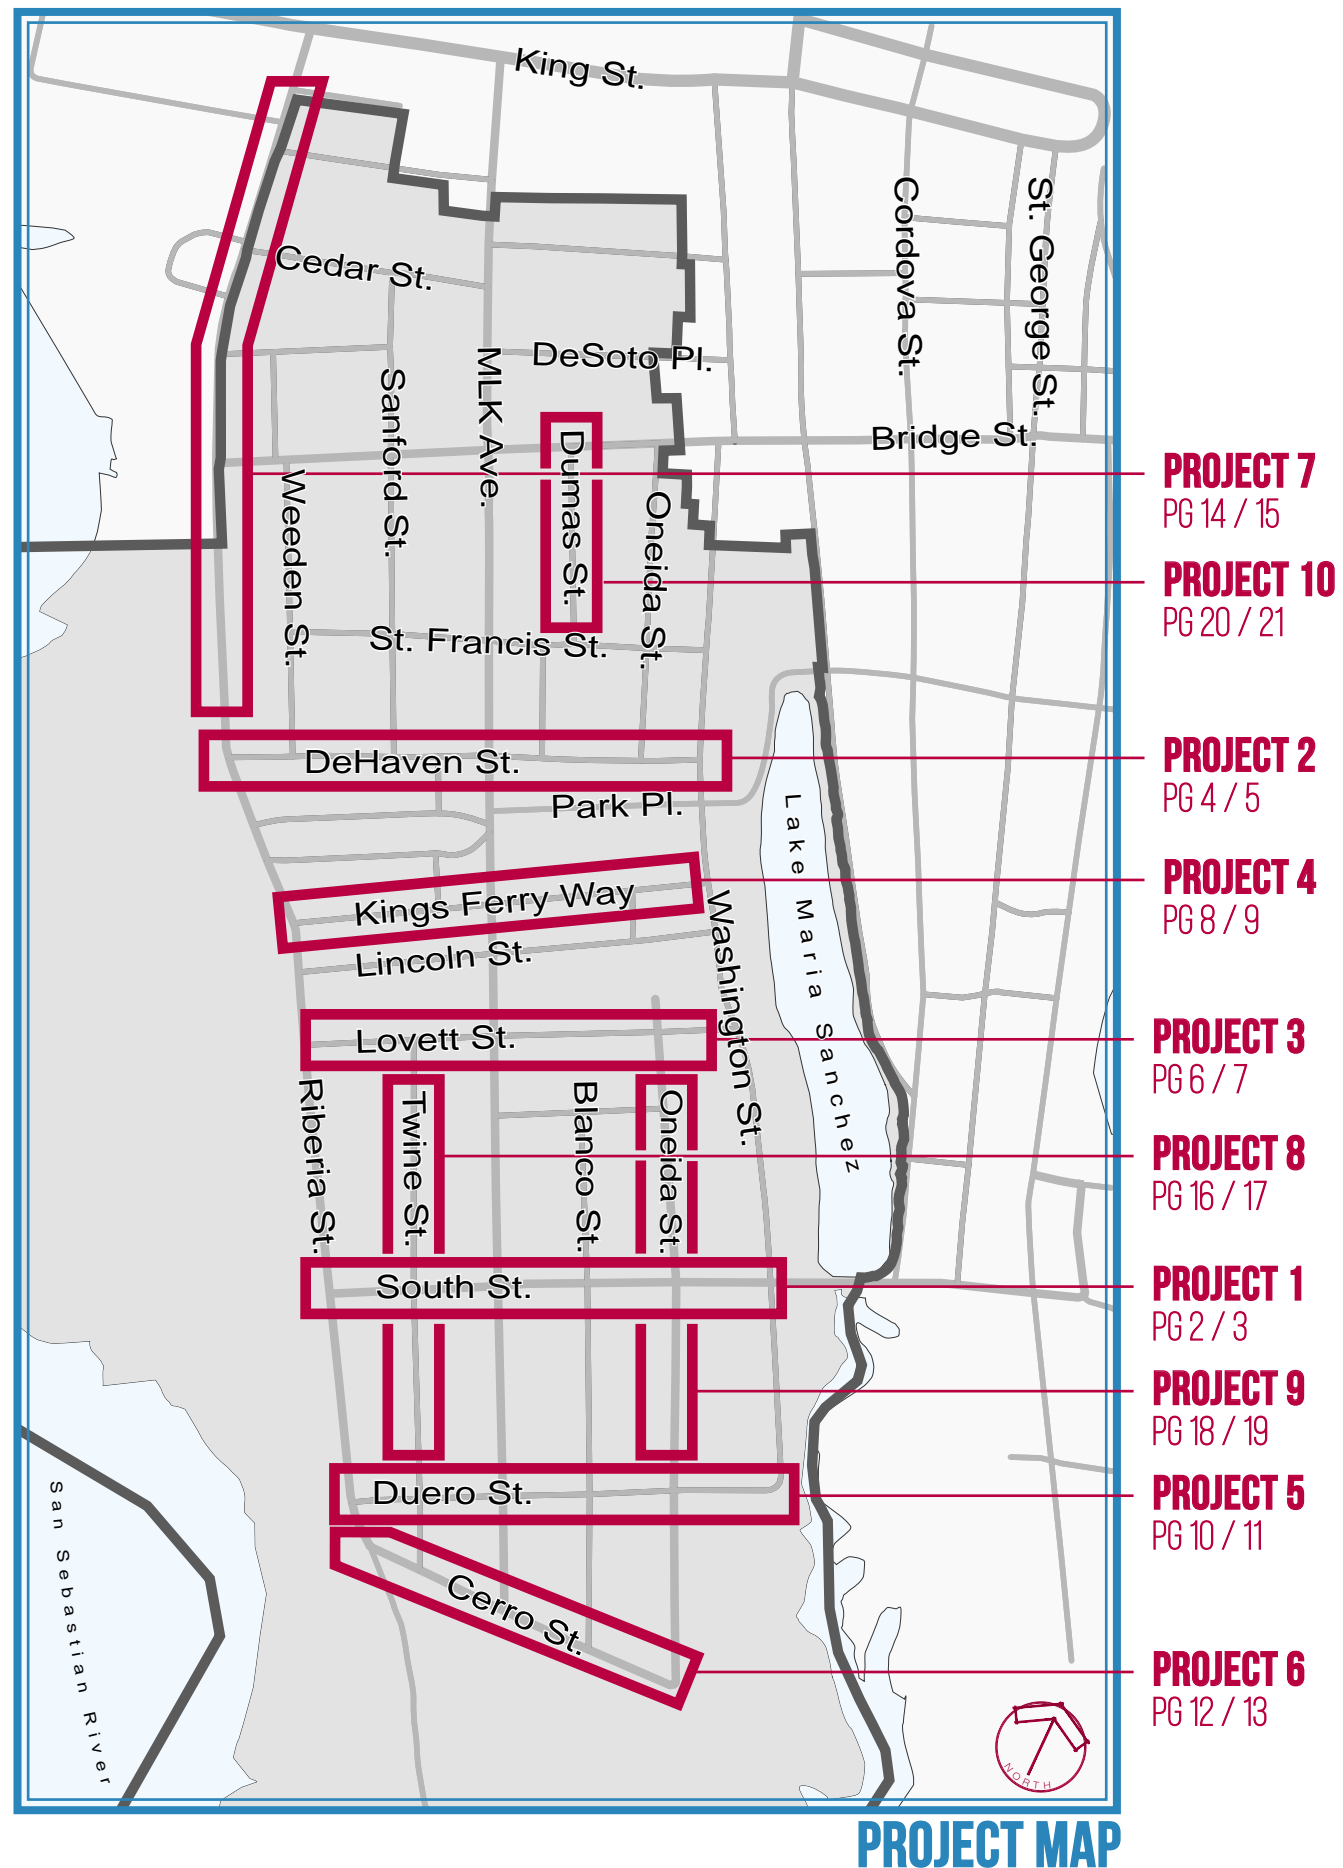 King St.
Cordova St.
St. George St.
Cedar St.
DeSoto Pl.
MLK Ave.
Sanford St.
Bridge St.
Dumas St.
Weeden St.
Oneida St.
PROJECT 7
PG 14 / 15
PROJECT 10
PG 20 / 21
St. Francis St.
DeHaven St.
PROJECT 2
PG 4 / 5
Park Pl.
Lake Maria Sanchez
Kings Ferry Way
PROJECT 4
PG 8 / 9
Washington St.
Lincoln St.
Lovett St.
PROJECT 3
PG 6 / 7
Riberia St.
Twine St.
Blanco St.
Oneida St.
PROJECT 8
PG 16 / 17
South St.
PROJECT 1
PG 2 / 3
PROJECT 9
PG 18 / 19
Duero St.
PROJECT 5
PG 10 / 11
San Sebastian River
Cerro St.
PROJECT 6
PG 12 / 13
NORTH
PROJECT MAP